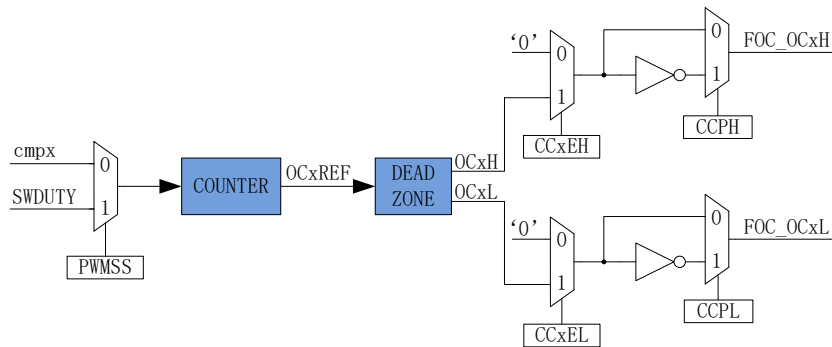 cmpx
SWDUTY
0
1
PWMSS
COUNTER
OCxREF
DEAD
ZONE
OCxH
OCxL
‘0’
0
1
CCxEH
0
1
CCPH
FOC_OCxH
‘0’
0
1
CCxEL
0
1
CCPL
FOC_OCxL